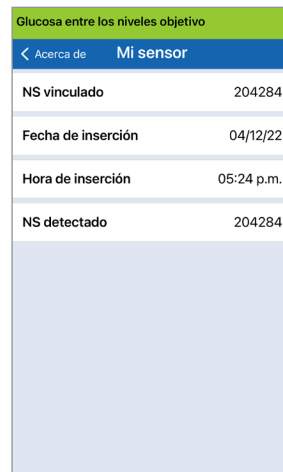 Glucosa entre los niveles objetivo
Acerca de Mi sensor
NS vinculado 204284
Fecha de inserción 04/12/22
Hora de inserción 05:24 p.m.
NS detectado 204284